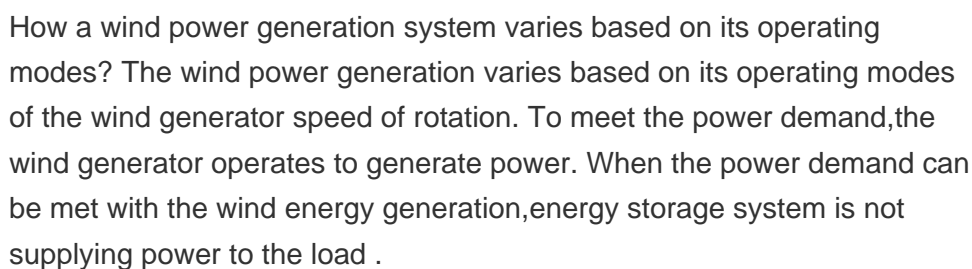 How a wind power generation system varies based on its operating
modes? The wind power generation varies based on its operating modes
of the wind generator speed of rotation. To meet the power demand,the
wind generator operates to generate power. When the power demand can
be met with the wind energy generation,energy storage system is not
supplying power to the load .